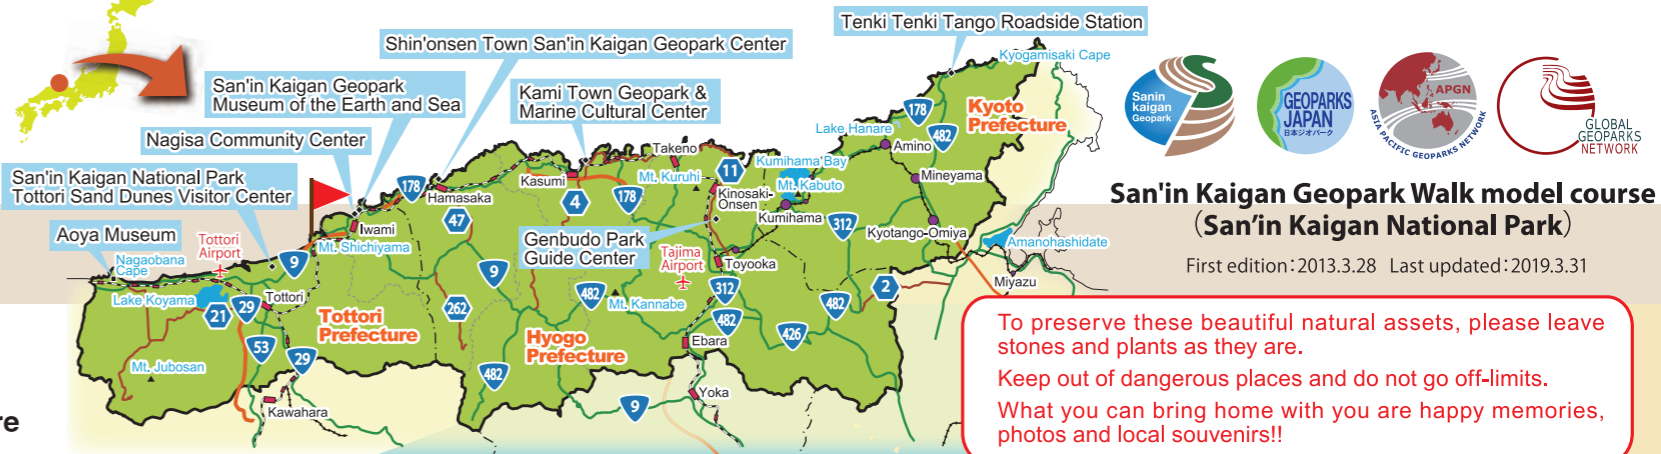 Tenki Tenki Tango Roadside Station
Shin'onsen Town San'in Kaigan Geopark Center
Kyogamisaki Cape
San'in Kaigan Geopark
Museum of the Earth and Sea
Kami Town Geopark &
Marine Cultural Center
Nagisa Community Center
San'in Kaigan National Park
Tottori Sand Dunes Visitor Center
Aoya Museum
Genbudo Park
Guide Center
Kyoto
Prefecture
Hyogo
Prefecture
Tottori
Prefecture
178
482
Lake Hanare
Amino
Mineyama
Takeno
11
Kumihama Bay
Mt. Kabuto
Mt. Kuruhi
Kinosaki-
Onsen
Kumihama
Kasumi
4
178
178
Hamasaka
47
Iwami
Mt. Shichiyama
312
Kyotango-Omiya
Amanohashidate
Miyazu
Tottori
Airport
Nagaobana
Cape
9
Lake Koyama
21
29
Tottori
53
29
Mt. Jubosan
Kawahara
9
262
482
482
Mt. Kannabe
Tajima
Airport
Toyooka
312
482
Ebara
426
482
2
Yoka
9
re
Sanin
kaigan
Geopark
GEOPARKS
JAPAN
日本ジオパーク
APGN
ASIA PACIFIC GEOPARKS NETWORK
GLOBAL
GEOPARKS
NETWORK
San'in Kaigan Geopark Walk model course
(San’in Kaigan National Park)
First edition：2013.3.28 Last updated：2019.3.31
To preserve these beautiful natural assets, please leave
stones and plants as they are.
Keep out of dangerous places and do not go off-limits.
What you can bring home with you are happy memories,
photos and local souvenirs!!